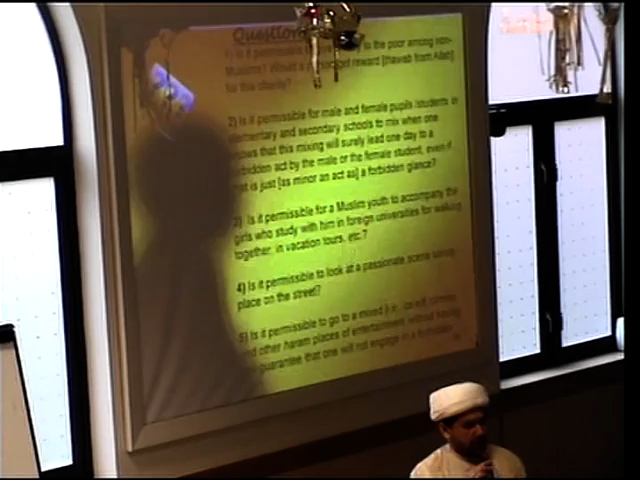 Questions
1) Is it permissible to give to the poor among non-
Muslims? Would a person get reward [thawab from Allah]
for this charity?
2) Is it permissible for male and female pupils /students in
elementary and secondary schools to mix when one
knows that this mixing will surely lead one day to a
forbidden act by the male or the female student, even if
that is just [as minor an act as] a forbidden glance?
3) Is it permissible for a Muslim youth to accompany the
girls who study with him in foreign universities for walking
together, in vacation tours, etc.?
4) Is it permissible to look at a passionate scene taking
place on the street?
5) Is it permissible to go to a mixed
and other haram places of entertainment without having
guarantee that one will not engage in a forbidden